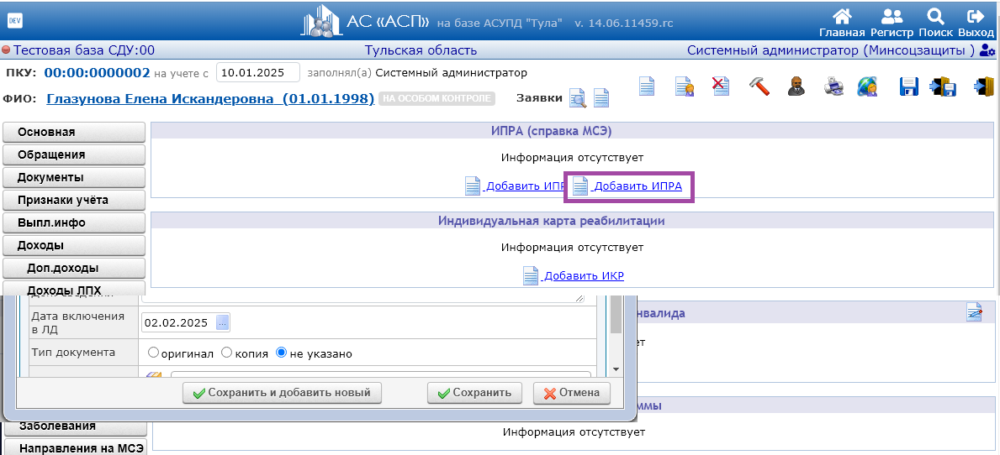 DEV
АС «АСП» на базе АСУПД "Тула" v. 14.06.11459.rc
Главная Регистр Поиск Выход
Тестовая база СДУ:00 Тульская область Системный администратор (Минсоцзащиты )
ПКУ: 00:00:0000002 на учете с 10.01.2025 заполнял(а) Системный администратор
ФИО: Глазунова Елена Искандеровна (01.01.1998) НА ОСОБОМ КОНТРОЛЕ Заявки
Основная
Обращения
Документы
Признаки учёта
Выпл.инфо
Доходы
Доп.доходы
Доходы ЛПХ
ИПРА (справка МСЭ)
Информация отсутствует
Добавить ИПР Добавить ИПРА
Индивидуальная карта реабилитации
Информация отсутствует
Добавить ИКР
Дата включения
в ЛД
02.02.2025 ...
Тип документа оригинал копия не указано
Сохранить и добавить новый Сохранить Отмена
нвалида
ет
ммы
Информация отсутствует
Заболевания
Направления на МСЭ